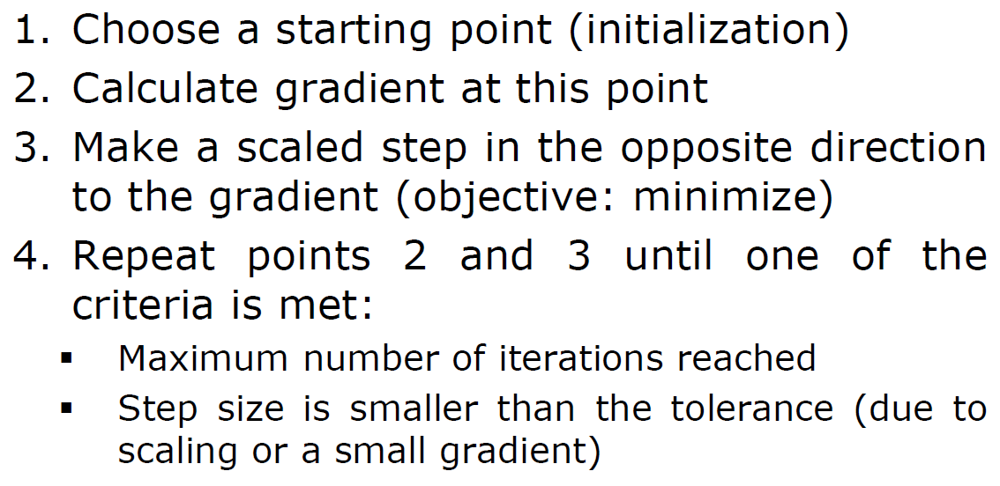 1. Choose a starting point (initialization)
2. Calculate gradient at this point
3. Make a scaled step in the opposite direction
to the gradient (objective: minimize)
4. Repeat points 2 and 3 until one of the
criteria is met:
▪ Maximum number of iterations reached
▪ Step size is smaller than the tolerance (due to
scaling or a small gradient)